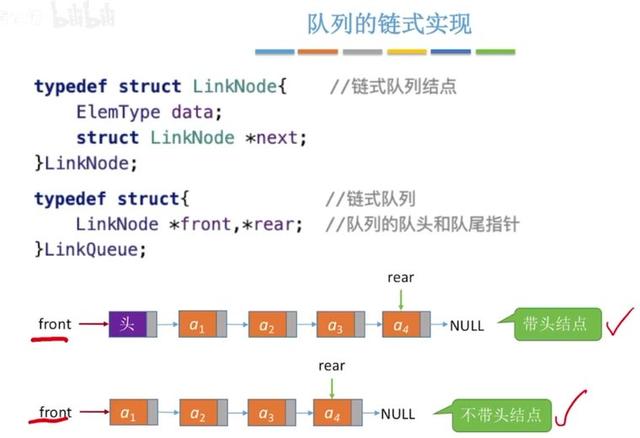 bilibili
队列的链式实现
typedef struct LinkNode{ //链式队列结点
ElemType data;
struct LinkNode *next;
}LinkNode;
typedef struct{ //链式队列
LinkNode *front,*rear; //队列的队头和队尾指针
}LinkQueue;
rear
front 头 a1 a2 a3 a4 NULL 带头结点
rear
front a1 a2 a3 a4 NULL 不带头结点